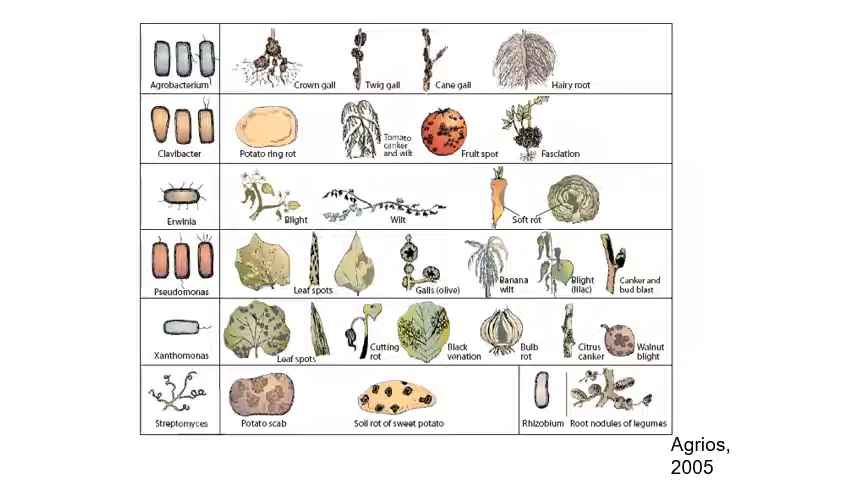 Agrobacterium
Crown gall
Twig gall
Cane gall
Hairy root
Clavibacter
Potato ring rot
Tomato
canker
and wilt
Fruit spot
Fasciation
Erwinia
Blight
Wilt
Soft rot
Pseudomonas
Leaf spots
Galls (olive)
Banana
wilt
Blight
(lilac)
Canker and
bud blast
Xanthomonas
Leaf spots
Cutting
rot
Black
venation
Bulb
rot
Citrus
canker
Walnut
blight
Streptomyces
Potato scab
Soil rot of sweet potato
Rhizobium
Root nodules of legumes
Agrios,
2005